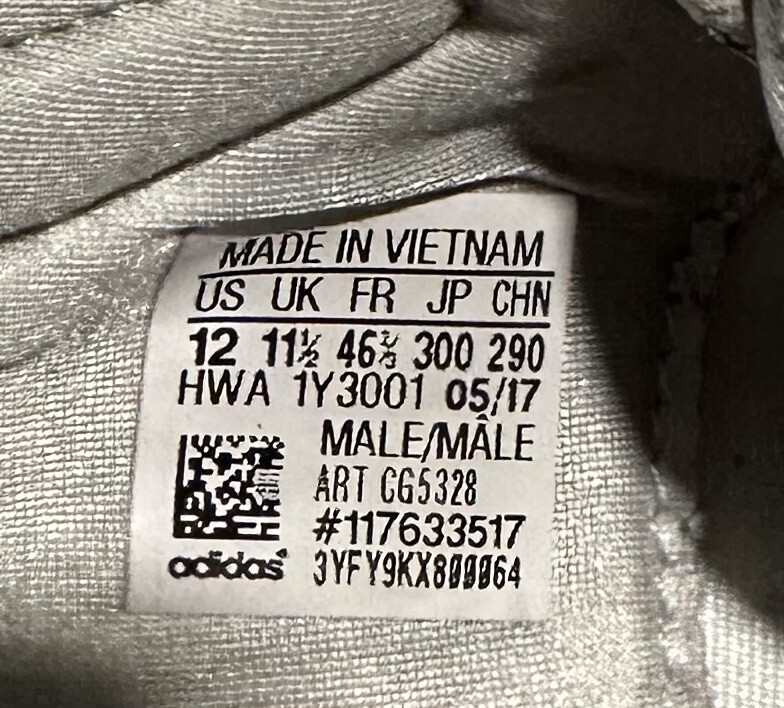 MADE IN VIETNAM
US UK FR JP CHN
12 11½ 46⅔ 300 290
HWA 1Y3001 05/17
MALE/MÂLE
ART CG5328
#117633517
adidas®
3YFY9KX800064